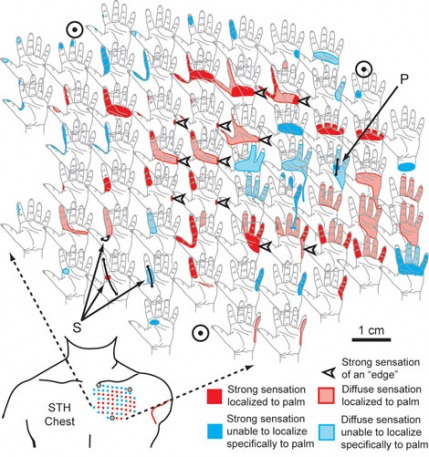 P
S
1 cm
Strong sensation
of an "edge"
STH
Chest
Strong sensation
localized to palm
Diffuse sensation
localized to palm
Strong sensation
unable to localize
specifically to palm
Diffuse sensation
unable to localize
specifically to palm